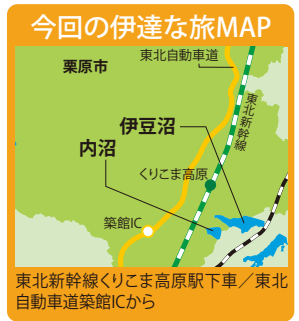 今回の伊達な旅MAP
東北自動車道
栗原市
東北新幹線
伊豆沼
内沼
くりこま高原
築館IC
東北新幹線くりこま高原駅下車／東北
自動車道築館ICから